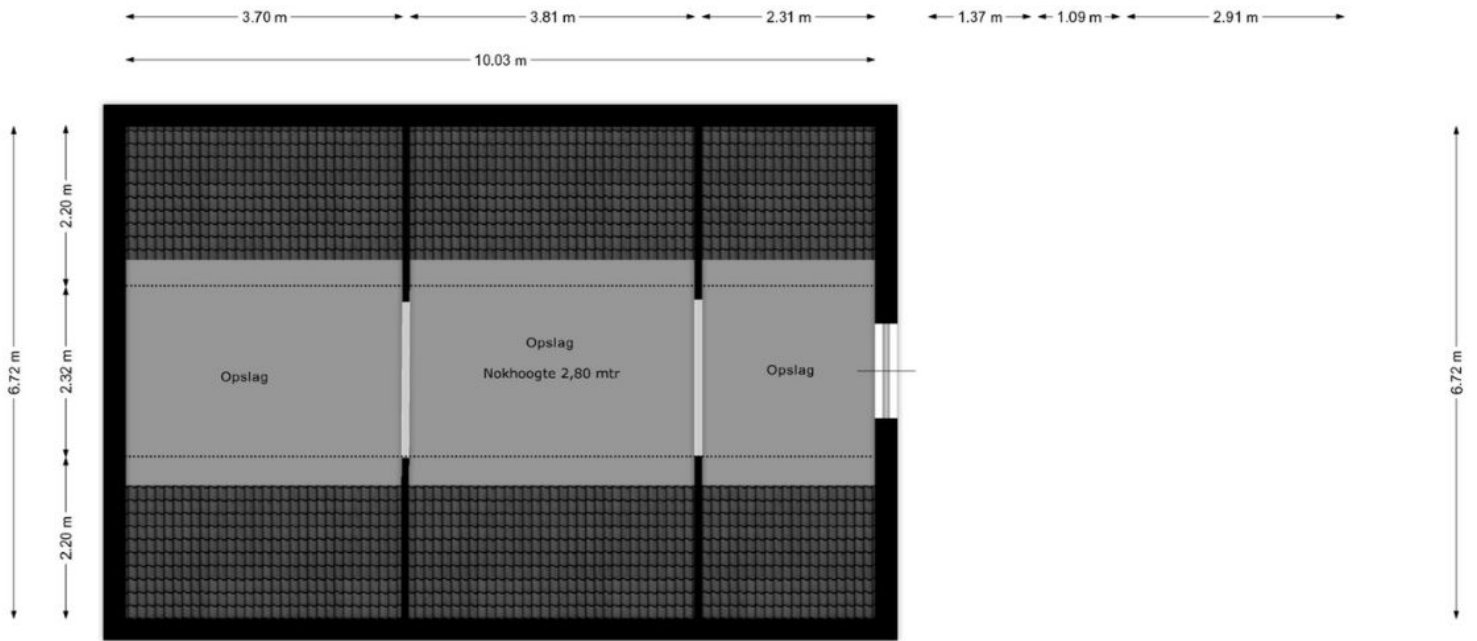 3.70 m 3.81 m 2.31 m 1.37 m 1.09 m 2.91 m
10.03 m
2.20 m
6.72 m
2.32 m
2.20 m
Opslag
Opslag
Nokhoogte 2,80 mtr
Opslag
6.72 m